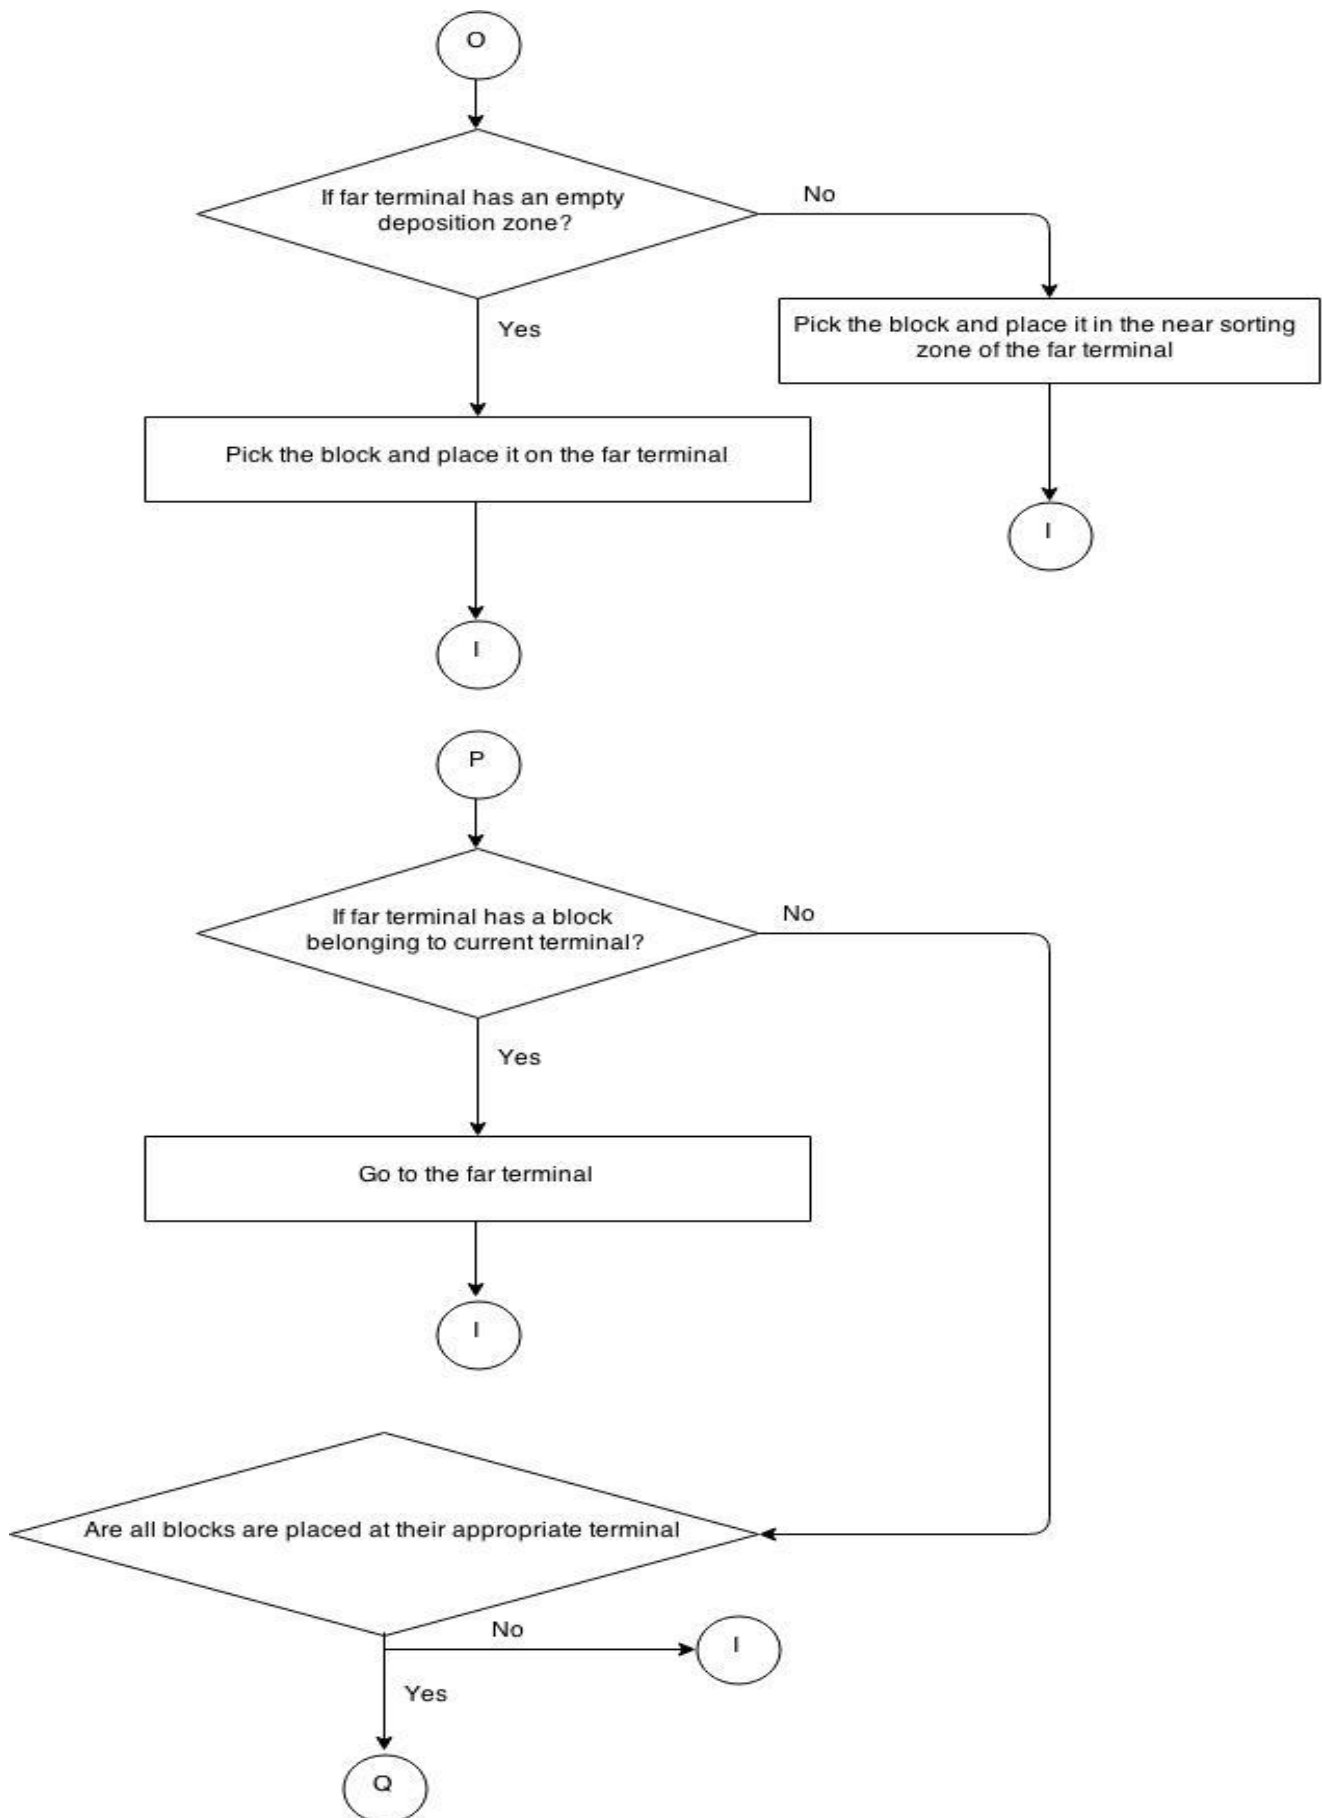 O
If far terminal has an empty
deposition zone?
No
Yes
Pick the block and place it in the near sorting
zone of the far terminal
Pick the block and place it on the far terminal
I
I
P
If far terminal has a block
belonging to current terminal?
No
Yes
Go to the far terminal
I
Are all blocks are placed at their appropriate terminal
No
I
Yes
Q